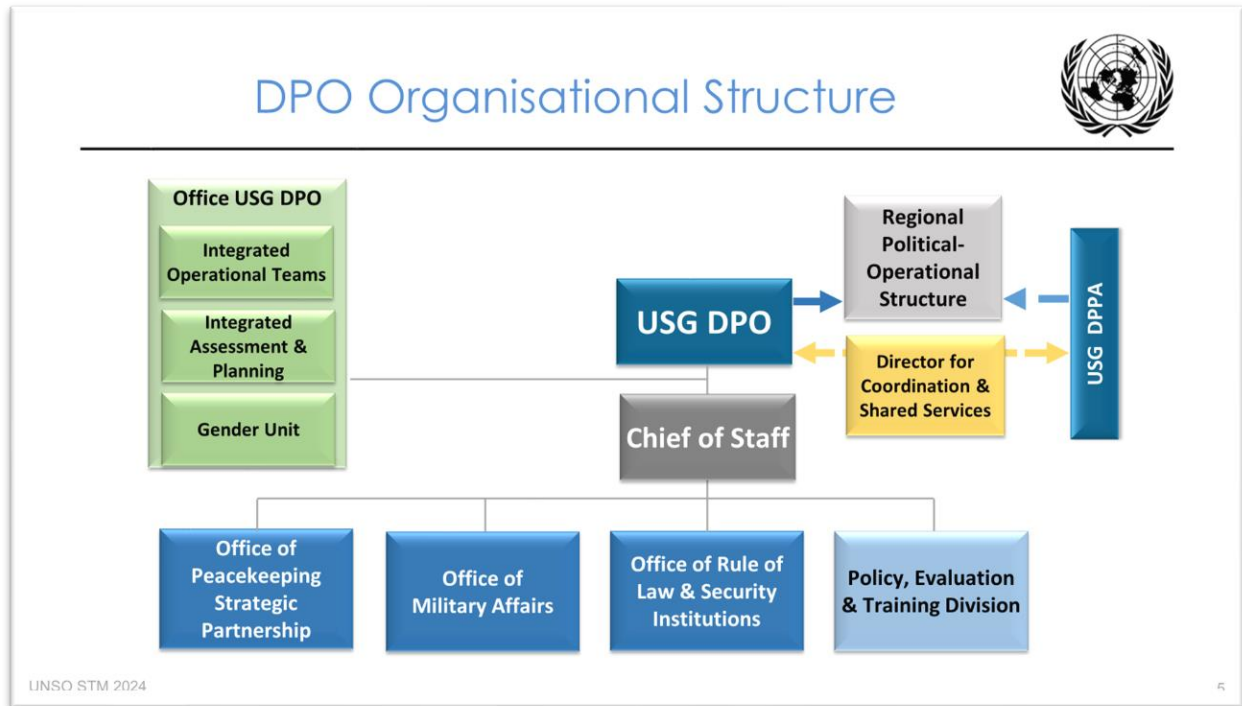 DPO Organisational Structure
Office USG DPO
Integrated
Operational Teams
Integrated
Assessment &
Planning
Gender Unit
USG DPO
Chief of Staff
Regional
Political-
Operational
Structure
Director for
Coordination &
Shared Services
USG DPPA
Office of
Peacekeeping
Strategic
Partnership
Office of
Military Affairs
Office of Rule of
Law & Security
Institutions
Policy, Evaluation
& Training Division
UNSO STM 2024
5